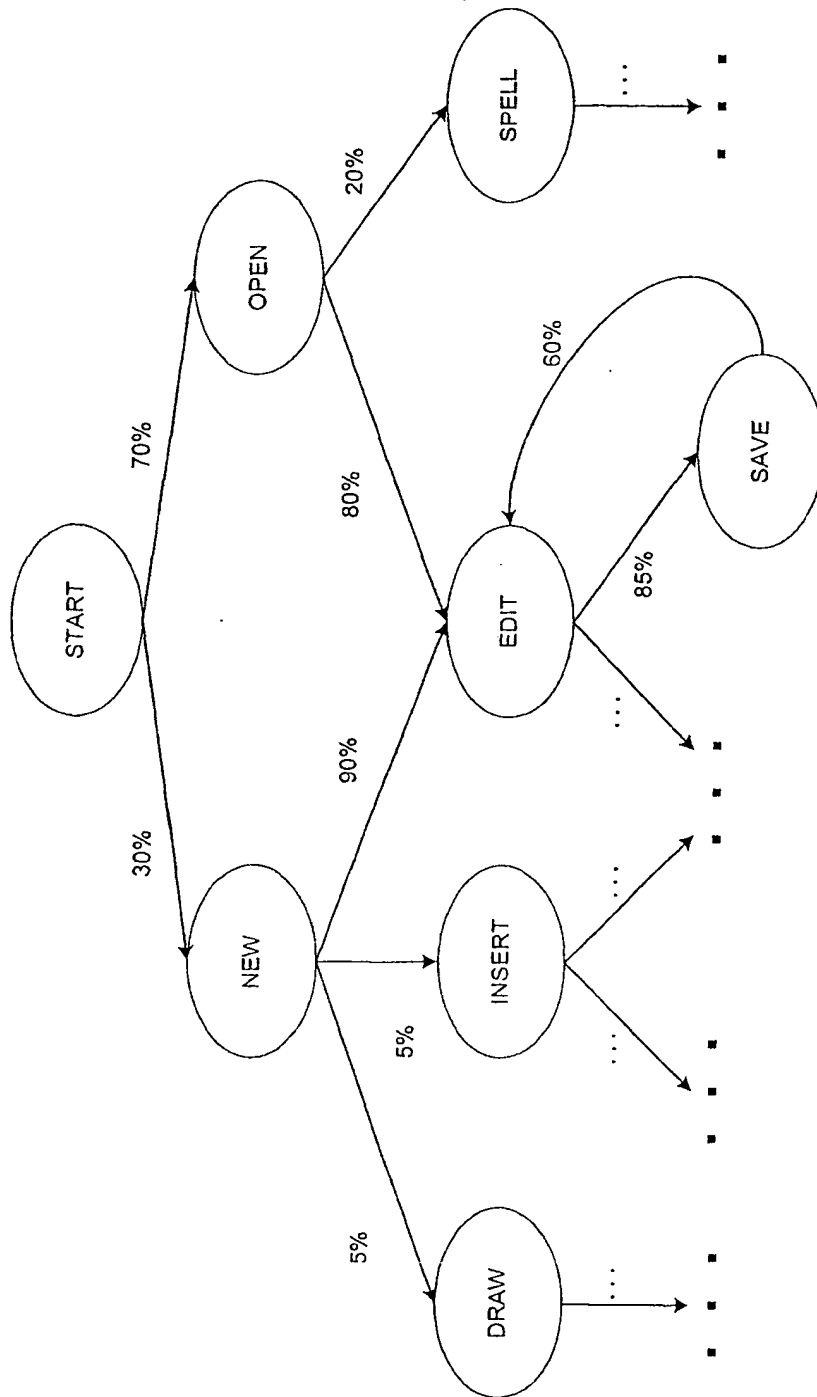 START
30%
70%
NEW
OPEN
5%
5%
90%
80%
20%
DRAW
INSERT
EDIT
SPELL
...
...
...
...
85%
60%
...
SAVE